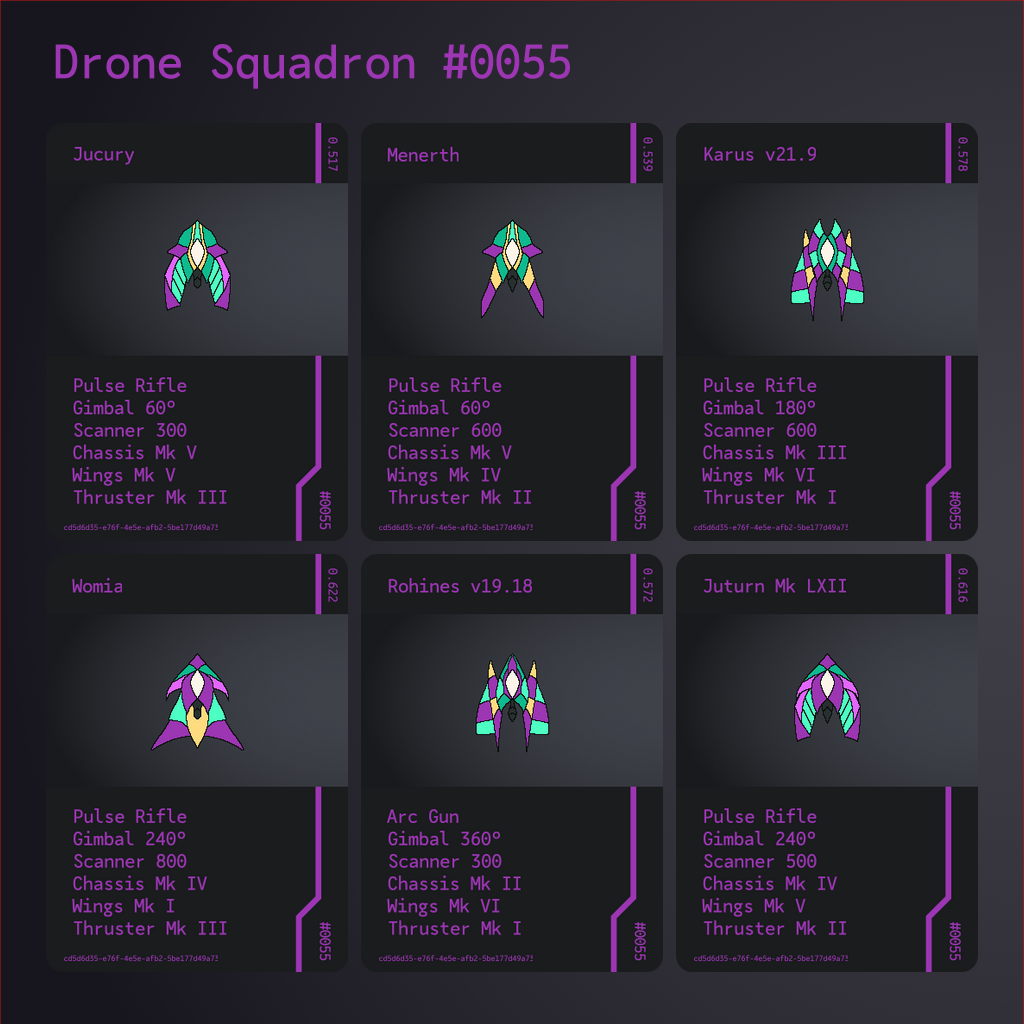 Drone Squadron #0055
Jucury
0.517
Pulse Rifle
Gimbal 60°
Scanner 300
Chassis Mk V
Wings Mk V
Thruster Mk III
#0055
cd5d6d35-e76f-4e5e-afb2-5be177d49a7
Menerth
0.539
Pulse Rifle
Gimbal 60°
Scanner 600
Chassis Mk V
Wings Mk IV
Thruster Mk II
#0055
cd5d6d35-e76f-4e5e-afb2-5be177d49a7
Karus v21.9
0.578
Pulse Rifle
Gimbal 180°
Scanner 600
Chassis Mk III
Wings Mk VI
Thruster Mk I
#0055
cd5d6d35-e76f-4e5e-afb2-5be177d49a7
Womia
0.622
Pulse Rifle
Gimbal 240°
Scanner 800
Chassis Mk IV
Wings Mk I
Thruster Mk III
#0055
cd5d6d35-e76f-4e5e-afb2-5be177d49a7
Rohines v19.18
0.572
Arc Gun
Gimbal 360°
Scanner 300
Chassis Mk II
Wings Mk VI
Thruster Mk I
#0055
cd5d6d35-e76f-4e5e-afb2-5be177d49a7
Juturn Mk LXII
0.616
Pulse Rifle
Gimbal 240°
Scanner 500
Chassis Mk IV
Wings Mk V
Thruster Mk II
#0055
cd5d6d35-e76f-4e5e-afb2-5be177d49a7